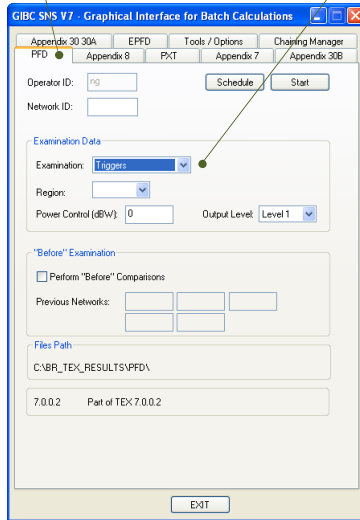 GIBC SNS V7 - Graphical Interface for Batch Calculations
Appendix 30 30A EPFD Tools / Options Chaining Manager
PFD Appendix 8 PXT Appendix 7 Appendix 30B
Operator ID: ng Schedule Start
Network ID:
Examination Data
Examination: Triggers
Region:
Power Control (dBW): 0 Output Level: Level 1
"Before" Examination
Perform "Before" Comparisons
Previous Networks:
Files Path
C:\BR_TEX_RESULTS\PFD\
7.0.0.2 Part of TEX 7.0.0.2
EXIT